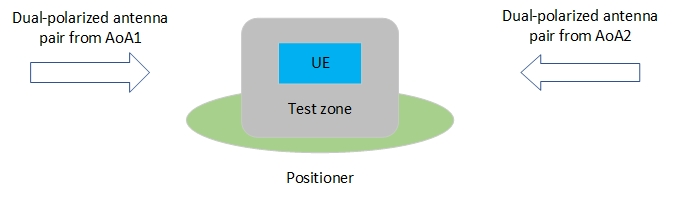 Dual-polarized antenna
pair from AoA1
Dual-polarized antenna
pair from AoA2
UE
Test zone
Positioner